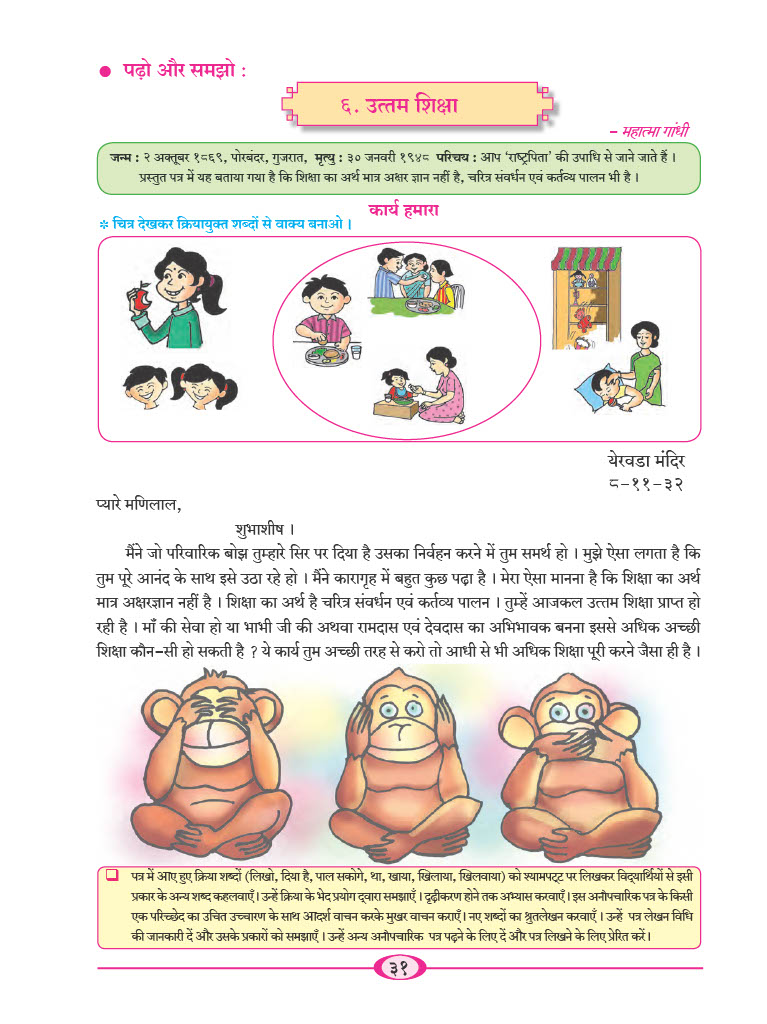 ● पढ़ो और समझो :
६. उत्तम शिक्षा
– महात्मा गांधी
जन्म : २ अक्तूबर १८६९, पोरबंदर, गुजरात, मृत्यु : ३० जनवरी १९४८ परिचय : आप ‘राष्ट्रपिता’ की उपाधि से जाने जाते हैं ।
प्रस्तुत पत्र में यह बताया गया है कि शिक्षा का अर्थ मात्र अक्षर ज्ञान नहीं है, चरित्र संवर्धन एवं कर्तव्य पालन भी है ।
कार्य हमारा
* चित्र देखकर क्रियायुक्त शब्दों से वाक्य बनाओ ।
येरवडा मंदिर
८-११-३२
प्यारे मणिलाल,
शुभाशीष ।
मैंने जो परिवारिक बोझ तुम्हारे सिर पर दिया है उसका निर्वहन करने में तुम समर्थ हो । मुझे ऐसा लगता है कि
तुम पूरे आनंद के साथ इसे उठा रहे हो । मैंने कारागृह में बहुत कुछ पढ़ा है । मेरा ऐसा मानना है कि शिक्षा का अर्थ
मात्र अक्षरज्ञान नहीं है । शिक्षा का अर्थ है चरित्र संवर्धन एवं कर्तव्य पालन । तुम्हें आजकल उत्तम शिक्षा प्राप्त हो
रही है । माँ की सेवा हो या भाभी जी की अथवा रामदास एवं देवदास का अभिभावक बनना इससे अधिक अच्छी
शिक्षा कौन-सी हो सकती है ? ये कार्य तुम अच्छी तरह से करो तो आधी से भी अधिक शिक्षा पूरी करने जैसा ही है ।
❑ पत्र में आए हुए क्रिया शब्दों (लिखो, दिया है, पाल सकोगे, था, खाया, खिलाया, खिलवाया) को श्यामपट्ट पर लिखकर विद्यार्थियों से इसी
प्रकार के अन्य शब्द कहलवाएँ । उन्हें क्रिया के भेद प्रयोग द्वारा समझाएँ । दृढ़ीकरण होने तक अभ्यास करवाएँ । इस अनौपचारिक पत्र के किसी
एक परिच्छेद का उचित उच्चारण के साथ आदर्श वाचन करके मुखर वाचन कराएँ । नए शब्दों का श्रुतलेखन करवाएँ । उन्हें पत्र लेखन विधि
की जानकारी दें और उसके प्रकारों को समझाएँ । उन्हें अन्य अनौपचारिक पत्र पढ़ने के लिए दें और पत्र लिखने के लिए प्रेरित करें ।
३१